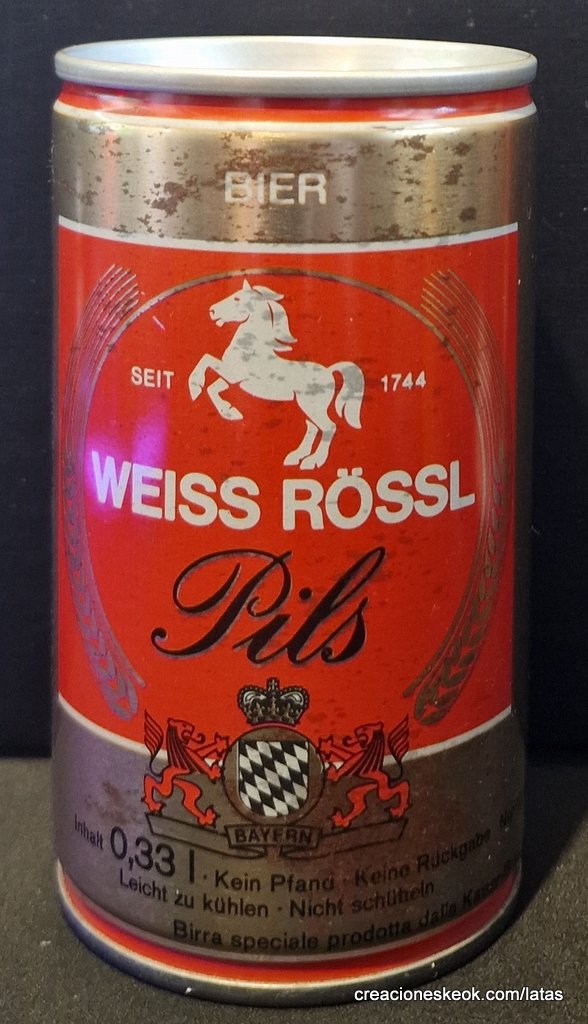 BIER
SEIT 1744
WEISS RÖSSL
Pils
BAYERN
Inhalt 0,33 l · Kein Pfand · Keine Rückgabe
Leicht zu kühlen · Nicht schütteln
Birra speciale prodotta dalla
creacioneskeok.com/latas